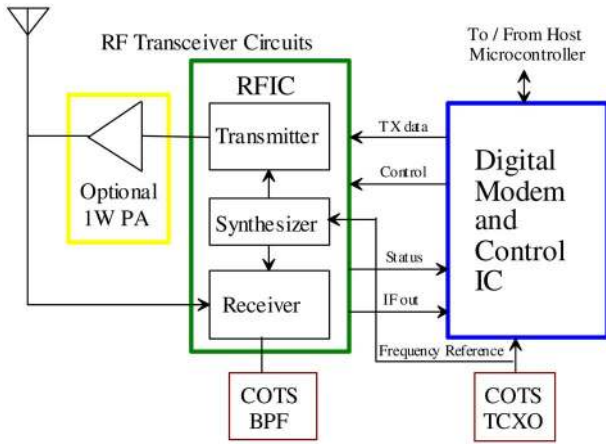 To / From Host
Microcontroller
RF Transceiver Circuits
RFIC
Transmitter
Synthesizer
Receiver
Optional
1W PA
TX data
Control
Status
IF out
Frequency Reference
Digital
Modem
and
Control
IC
COTS
BPF
COTS
TCXO